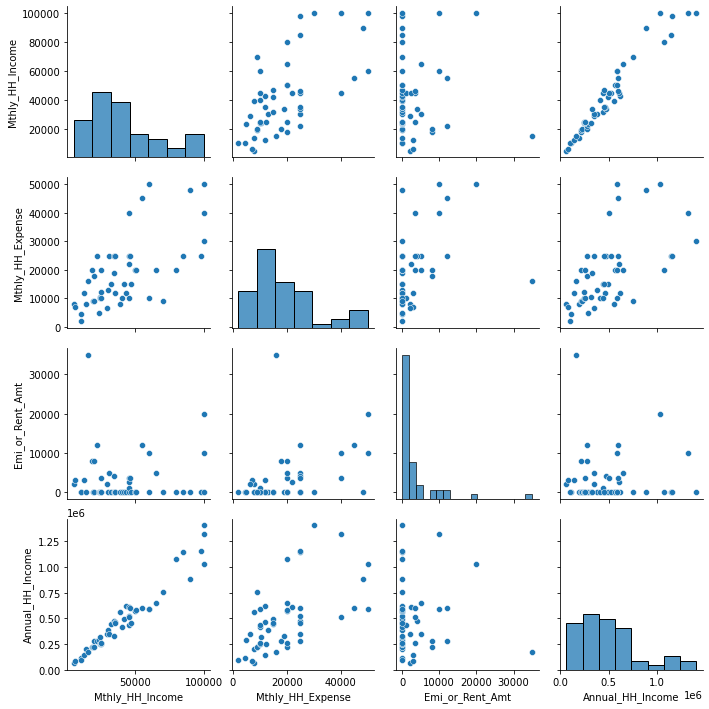 100000
80000
60000
40000
20000
Mthly_HH_Income
50000
40000
30000
20000
10000
0
Mthly_HH_Expense
30000
20000
10000
0
Emi_or_Rent_Amt
1e6
1.25
1.00
0.75
0.50
0.25
0.00
Annual_HH_Income
50000 100000
Mthly_HH_Income
0 20000 40000
Mthly_HH_Expense
0 10000 20000 30000
Emi_or_Rent_Amt
0.0 0.5 1.0
1e6
Annual_HH_Income